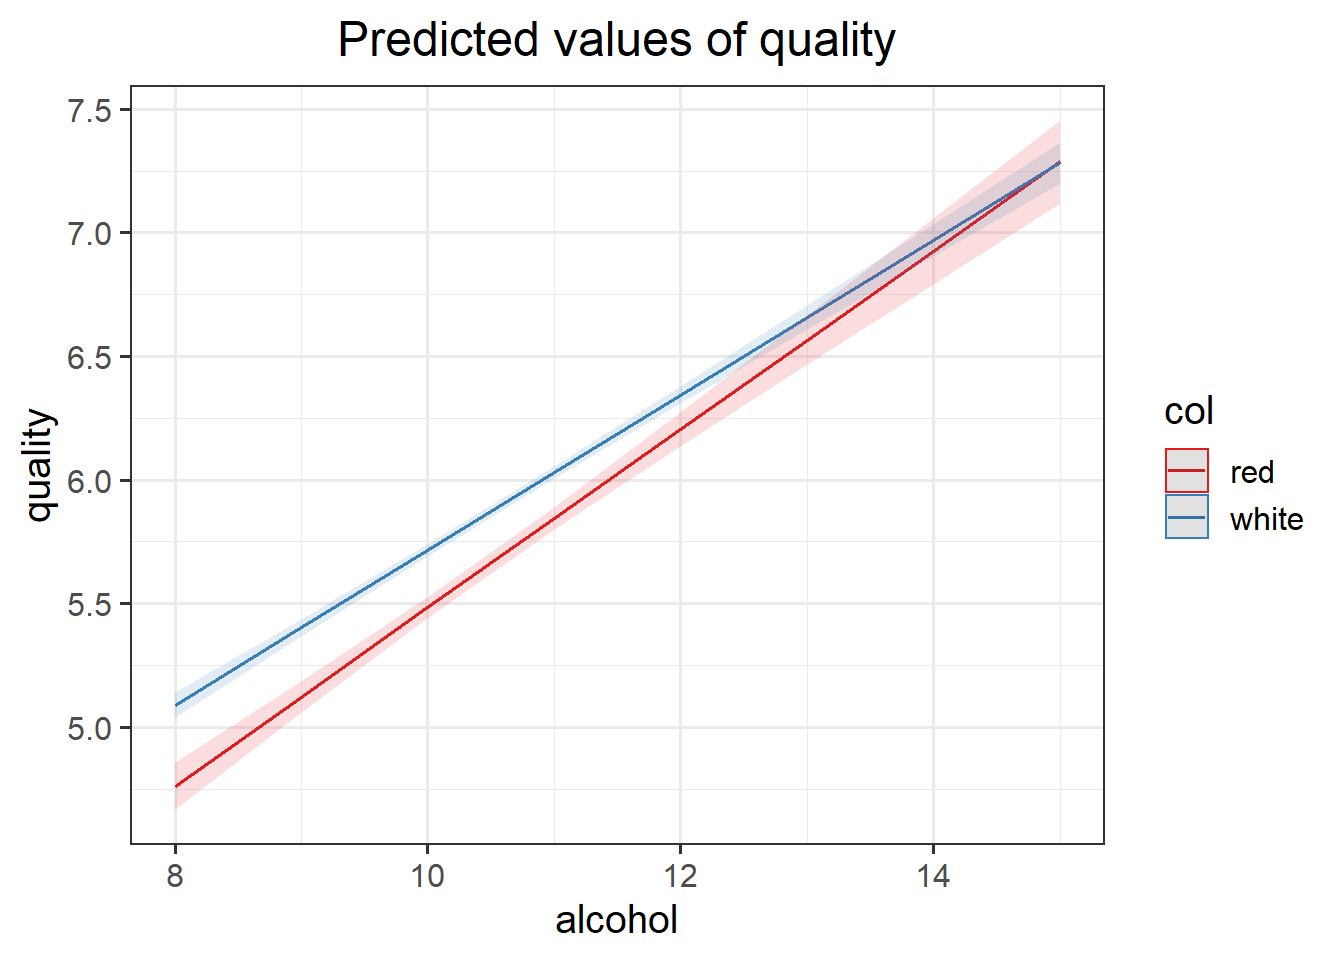 Predicted values of quality
7.5
7.0
6.5
6.0
5.5
5.0
quality
8 10 12 14
alcohol
col
red
white